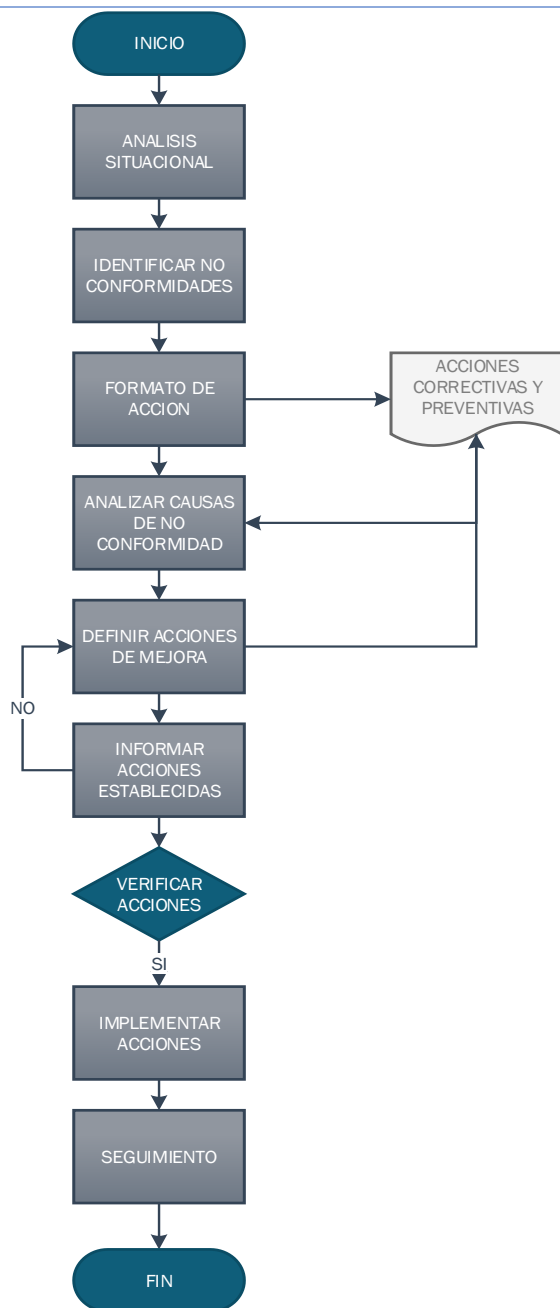 INICIO
ANALISIS
SITUACIONAL
IDENTIFICAR NO
CONFORMIDADES
FORMATO DE
ACCION
ACCIONES
CORRECTIVAS Y
PREVENTIVAS
ANALIZAR CAUSAS
DE NO
CONFORMIDAD
DEFINIR ACCIONES
DE MEJORA
NO
INFORMAR
ACCIONES
ESTABLECIDAS
VERIFICAR
ACCIONES
SI
IMPLEMENTAR
ACCIONES
SEGUIMIENTO
FIN